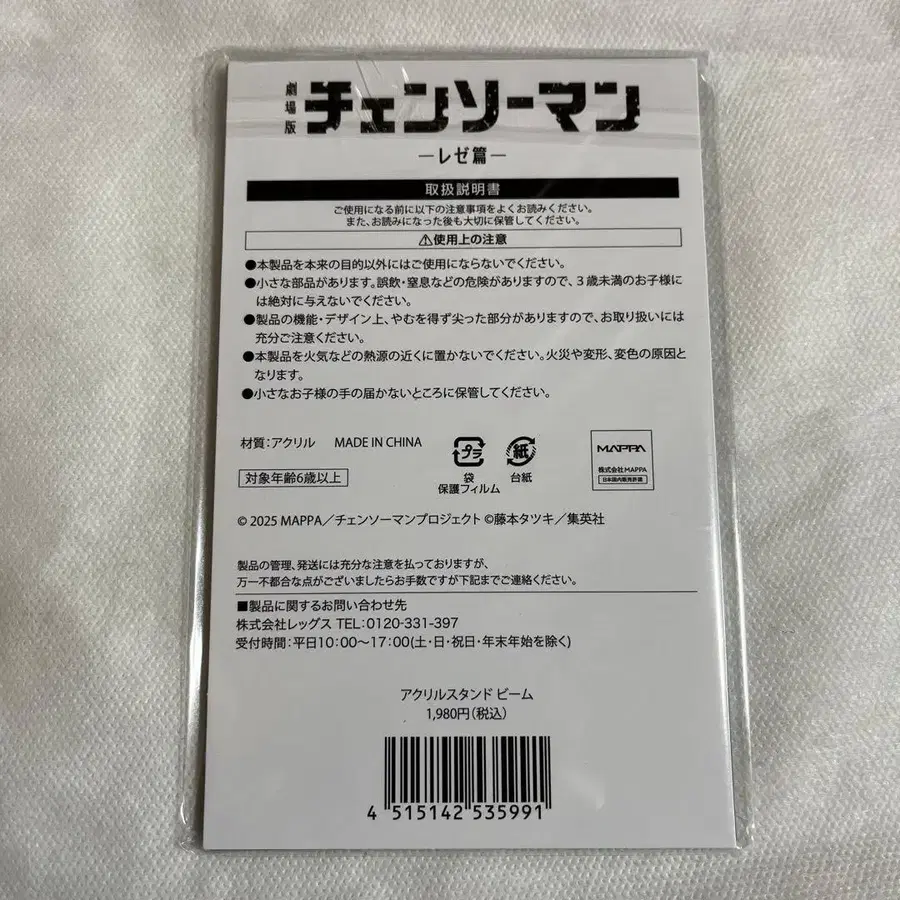 劇場版 チェンソーマン
―レゼ篇―
取扱説明書
ご使用になる前に以下の注意事項をよくお読みください。
また、お読みになった後も大切に保管してください。
⚠使用上の注意
●本製品を本来の目的以外にはご使用にならないでください。
●小さな部品があります。誤飲・窒息などの危険がありますので、3歳未満のお子様に
は絶対に与えないでください。
●製品の機能・デザイン上、やむを得ず尖った部分がありますので、お取り扱いには
充分ご注意ください。
●本製品を火気などの熱源の近くに置かないでください。火災や変形、変色の原因と
なります。
●小さなお子様の手の届かないところに保管してください。
材質:アクリル MADE IN CHINA
対象年齢6歳以上
プラ
袋
保護フィルム
紙
台紙
MAPPA
株式会社MAPPA
日本国内販売許諾
© 2025 MAPPA/チェンソーマンプロジェクト ©藤本タツキ/集英社
製品の管理、発送には充分な注意を払っておりますが、
万一不都合な点がございましたらお手数ですが下記までご連絡ください。
■製品に関するお問い合わせ先
株式会社レッグス TEL:0120-331-397
受付時間:平日10:00～17:00(土・日・祝日・年末年始を除く)
アクリルスタンド ビーム
1,980円(税込)
4 515142 535991